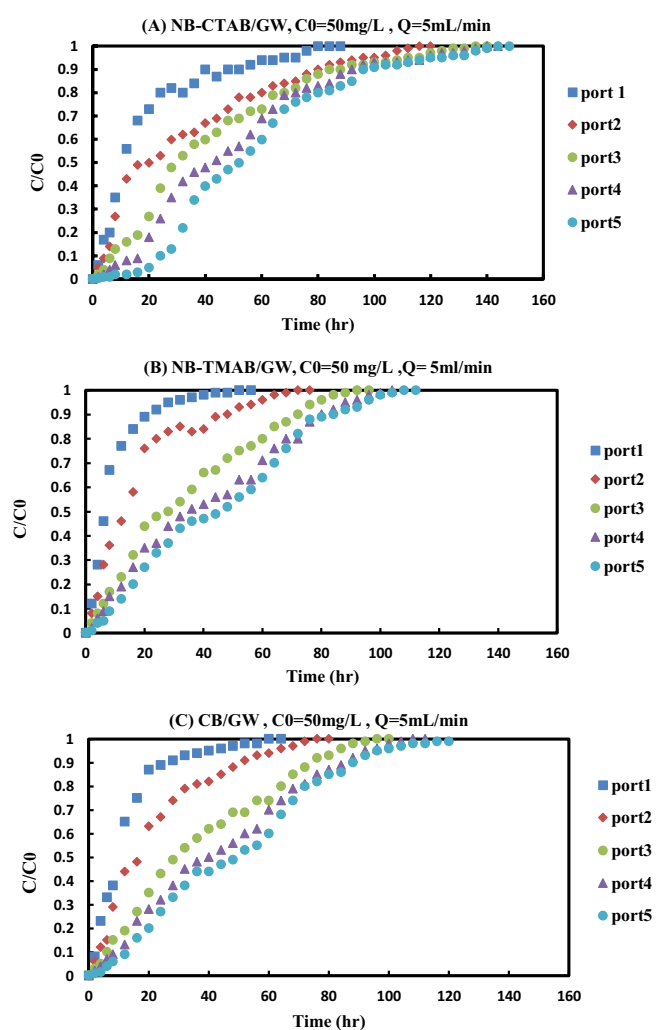 (A) NB-CTAB/GW, C0=50mg/L , Q=5mL/min
1
0.9
0.8
0.7
0.6
0.5
0.4
0.3
0.2
0.1
0
C/C0
0 20 40 60 80 100 120 140 160
Time (hr)
port 1
port2
port3
port4
port5
(B) NB-TMAB/GW, C0=50 mg/L ,Q= 5ml/min
1
0.9
0.8
0.7
0.6
0.5
0.4
0.3
0.2
0.1
0
C/C0
0 20 40 60 80 100 120 140 160
Time (hr)
port1
port2
port3
port4
port5
(C) CB/GW , C0=50mg/L , Q=5mL/min
1
0.9
0.8
0.7
0.6
0.5
0.4
0.3
0.2
0.1
0
C/C0
0 20 40 60 80 100 120 140 160
Time (hr)
port1
port2
port3
port4
port5